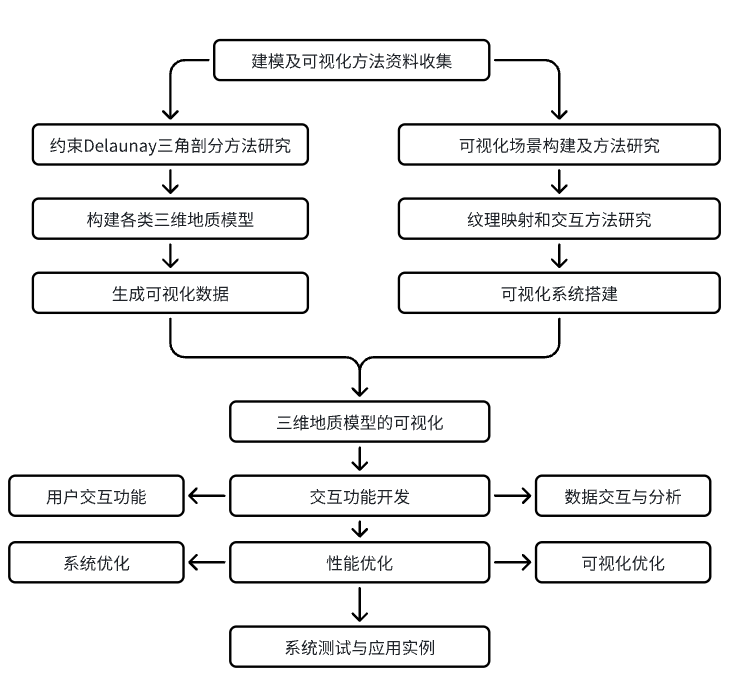 建模及可视化方法资料收集
约束Delaunay三角剖分方法研究
可视化场景构建及方法研究
构建各类三维地质模型
纹理映射和交互方法研究
生成可视化数据
可视化系统搭建
三维地质模型的可视化
用户交互功能
交互功能开发
数据交互与分析
系统优化
性能优化
可视化优化
系统测试与应用实例